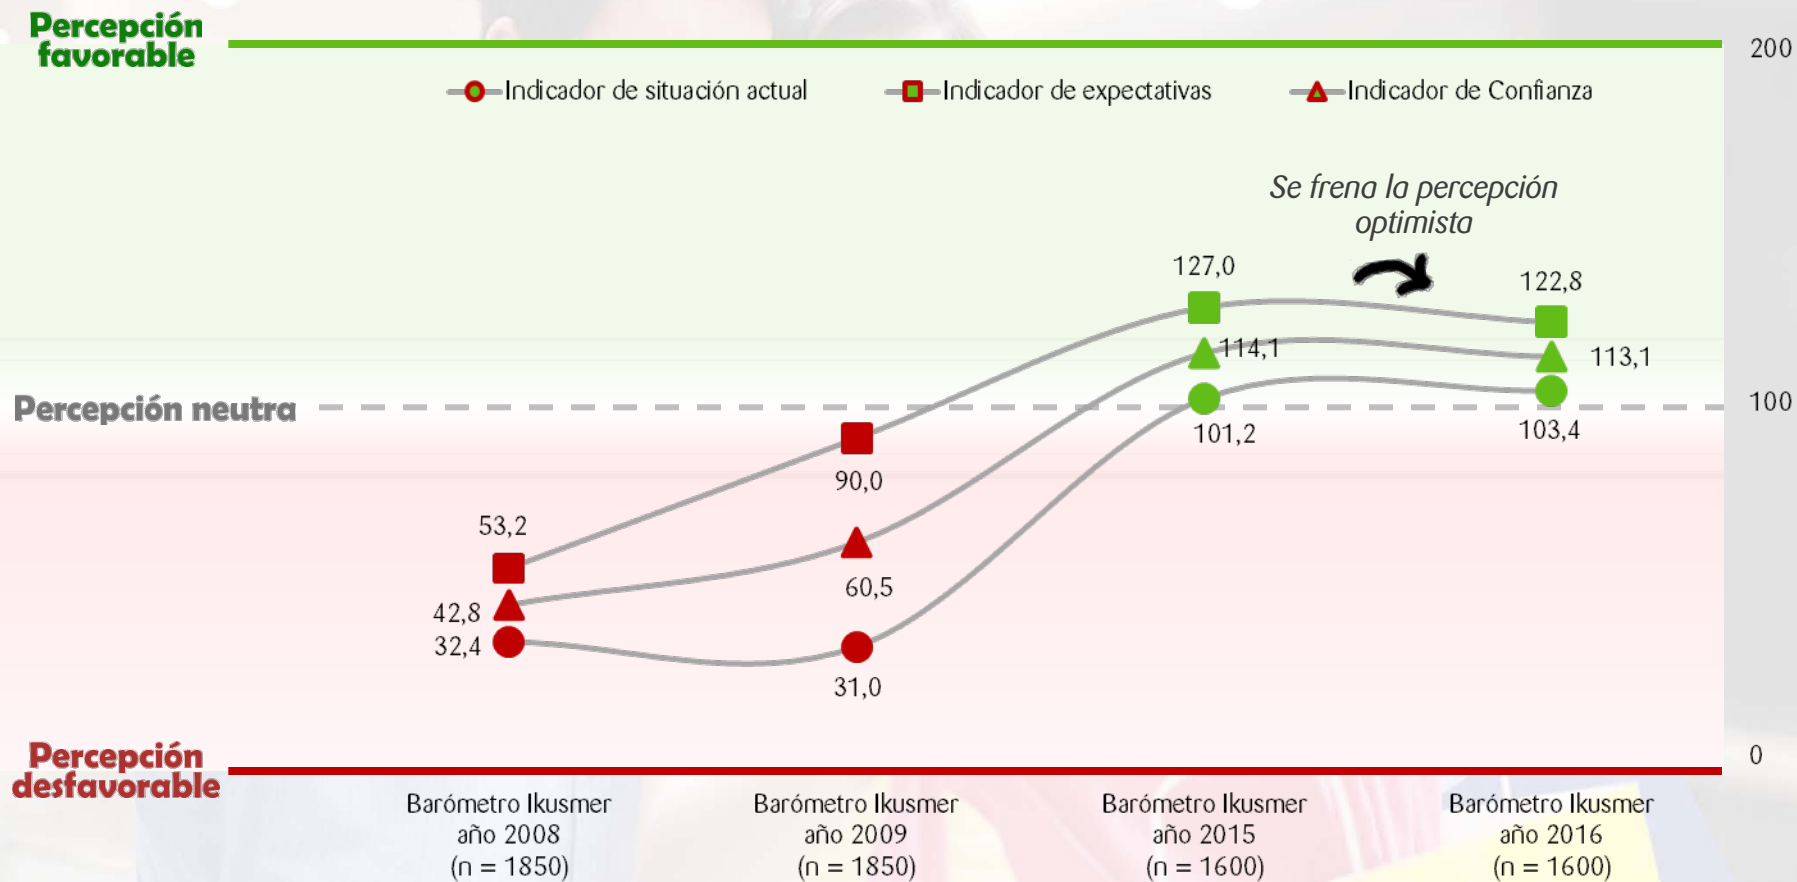 Percepción
favorable
200
Indicador de situación actual
Indicador de expectativas
Indicador de Confianza
Se frena la percepción
optimista
127,0
122,8
114,1
113,1
Percepción neutra
100
101,2
103,4
90,0
53,2
60,5
42,8
32,4
31,0
Percepción
desfavorable
0
Barómetro Ikusmer
año 2008
(n = 1850)
Barómetro Ikusmer
año 2009
(n = 1850)
Barómetro Ikusmer
año 2015
(n = 1600)
Barómetro Ikusmer
año 2016
(n = 1600)